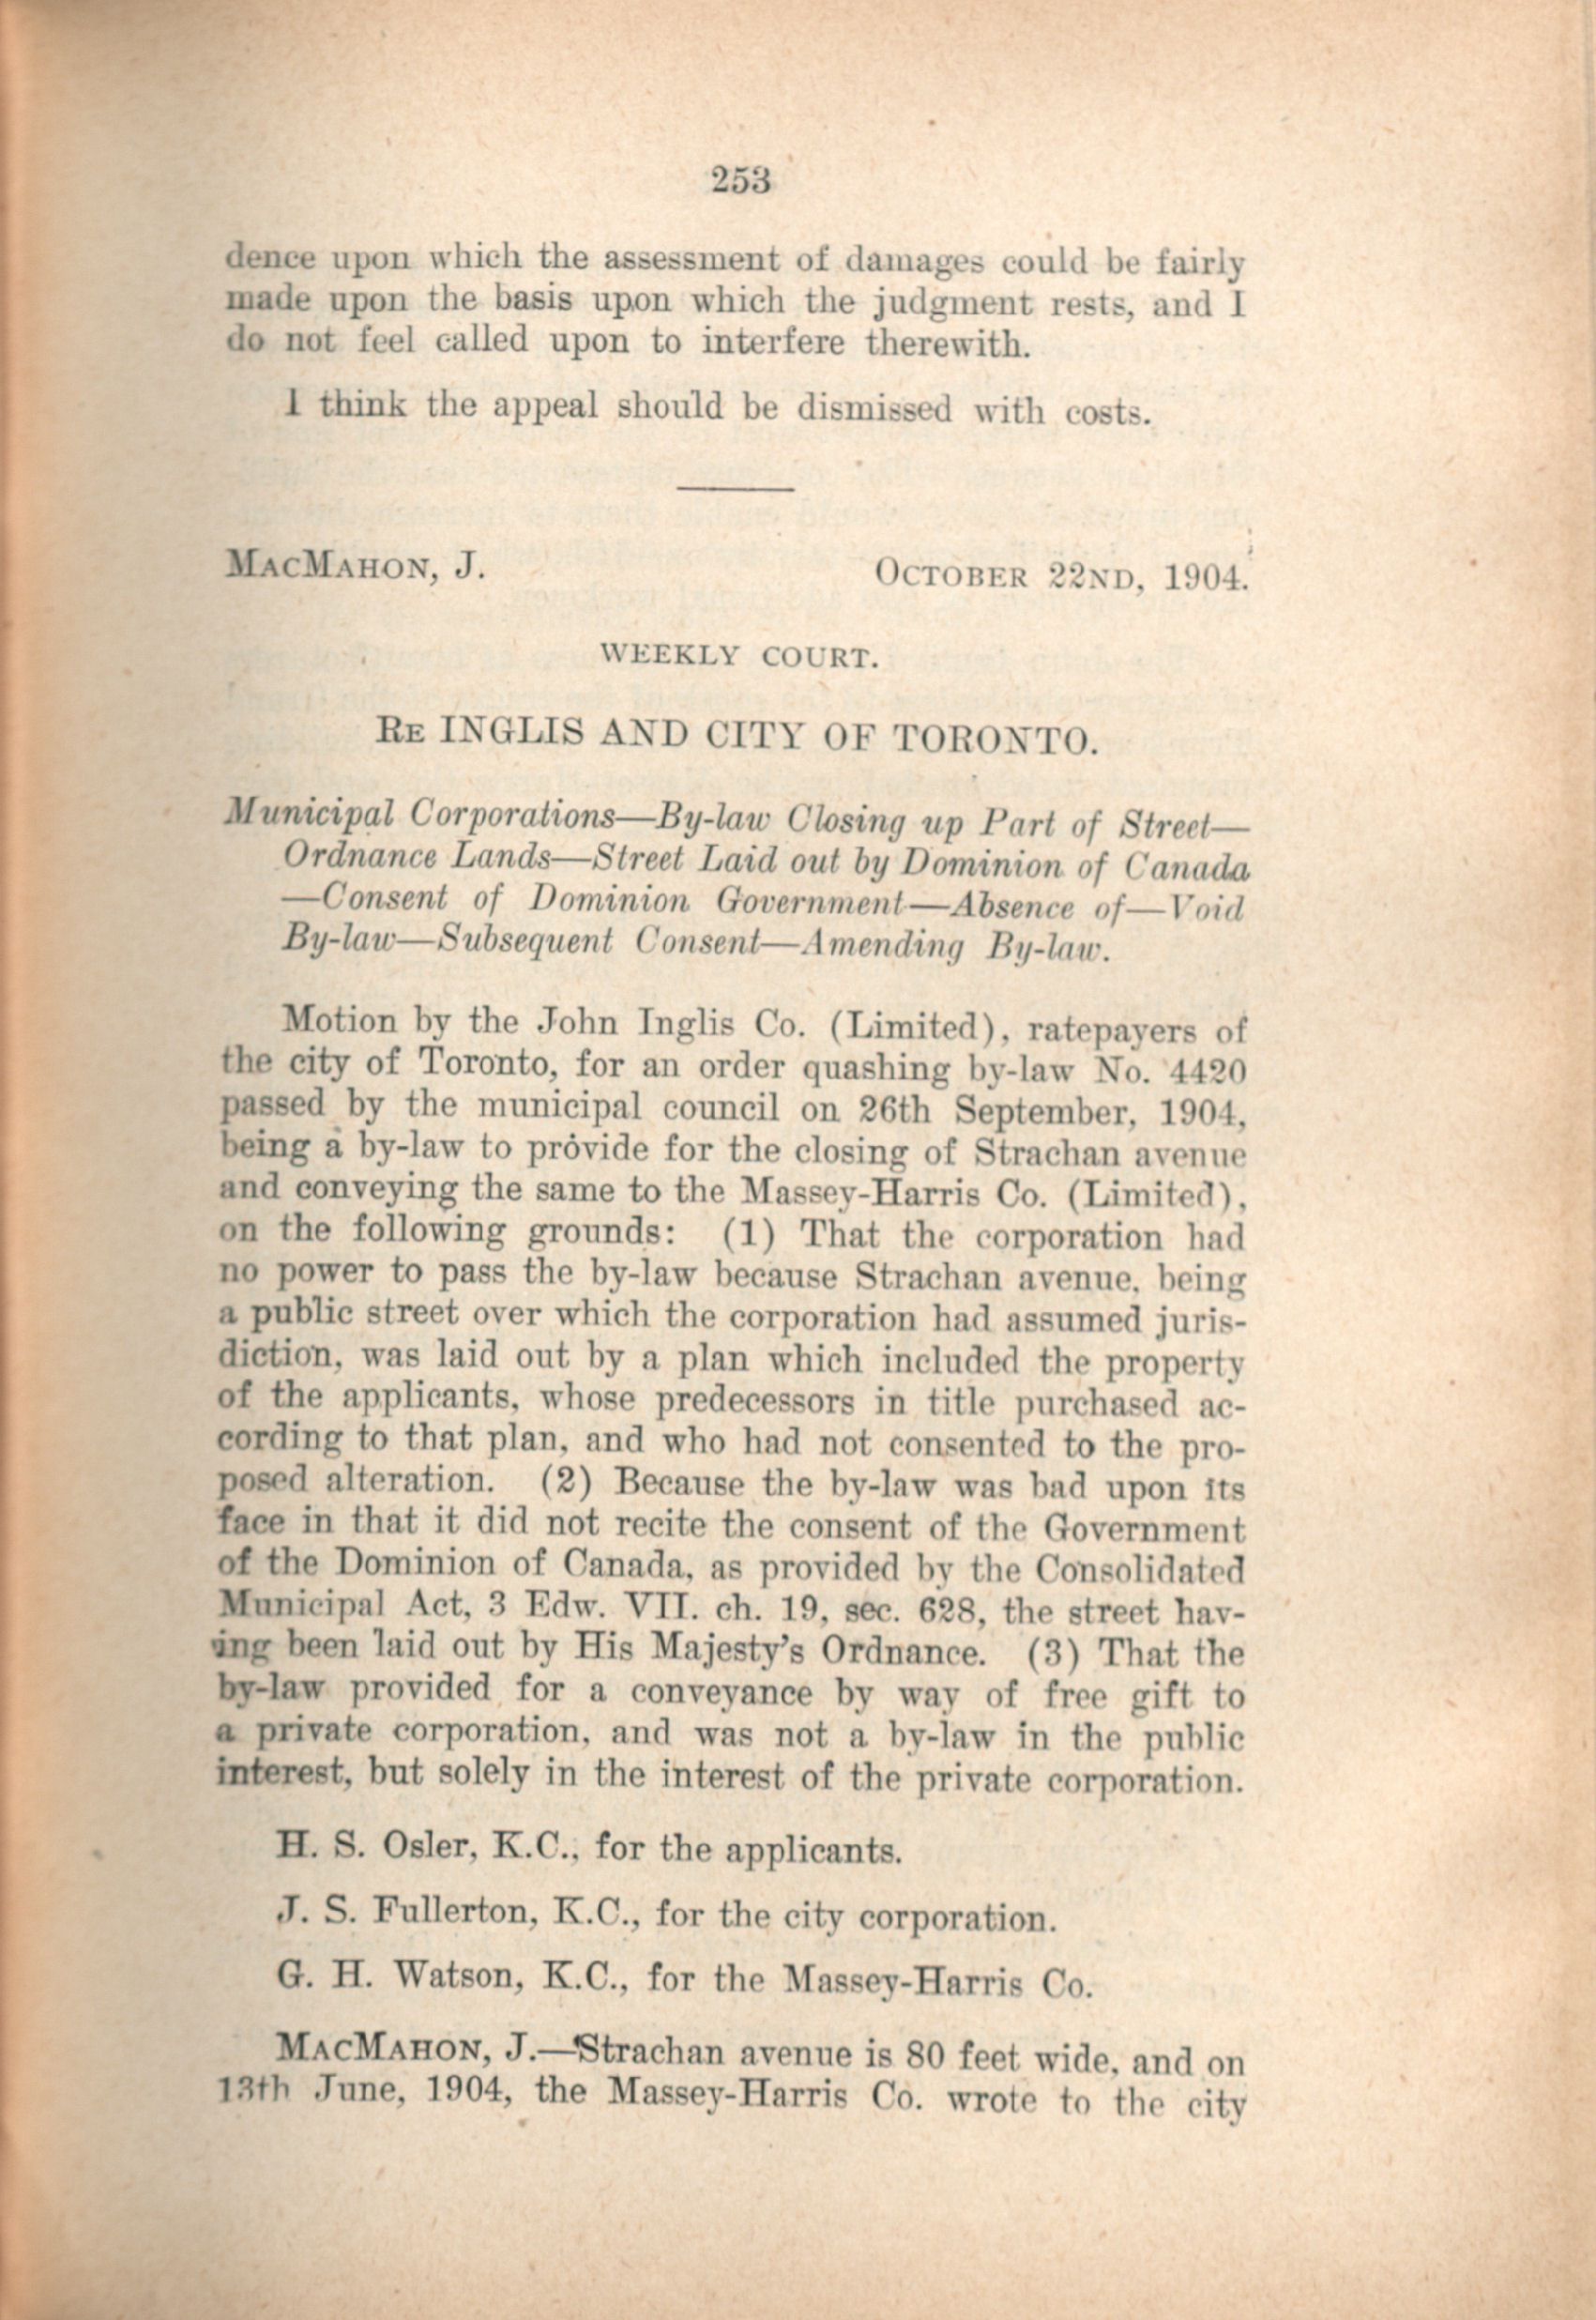 253
dence upon which the assessment of damages could be fairly
made upon the basis upon which the judgment rests, and I
do not feel called upon to interfere therewith.
I think the appeal should be dismissed with costs.
MacMahon, J. October 22nd, 1904.
WEEKLY COURT.
Re INGLIS AND CITY OF TORONTO.
Municipal Corporations—By-law Closing up Part of Street—
Ordnance Lands—Street Laid out by Dominion of Canada
—Consent of Dominion Government—Absence of—Void
By-law—Subsequent Consent—Amending By-law.
Motion by the John Inglis Co. (Limited), ratepayers of
the city of Toronto, for an order quashing by-law No. 4420
passed by the municipal council on 26th September, 1904,
being a by-law to provide for the closing of Strachan avenue
and conveying the same to the Massey-Harris Co. (Limited),
on the following grounds: (1) That the corporation had
no power to pass the by-law because Strachan avenue, being
a public street over which the corporation had assumed juris-
diction, was laid out by a plan which included the property
of the applicants, whose predecessors in title purchased ac-
cording to that plan, and who had not consented to the pro-
posed alteration. (2) Because the by-law was bad upon its
face in that it did not recite the consent of the Government
of the Dominion of Canada, as provided by the Consolidated
Municipal Act, 3 Edw. VII. ch. 19, sec. 628, the street hav-
ing been laid out by His Majesty's Ordnance. (3) That the
by-law provided for a conveyance by way of free gift to
a private corporation, and was not a by-law in the public
interest, but solely in the interest of the private corporation.
H. S. Osler, K.C., for the applicants.
J. S. Fullerton, K.C., for the city corporation.
G. H. Watson, K.C., for the Massey-Harris Co.
MacMahon, J.—Strachan avenue is 80 feet wide, and on
13th June, 1904, the Massey-Harris Co. wrote to the city